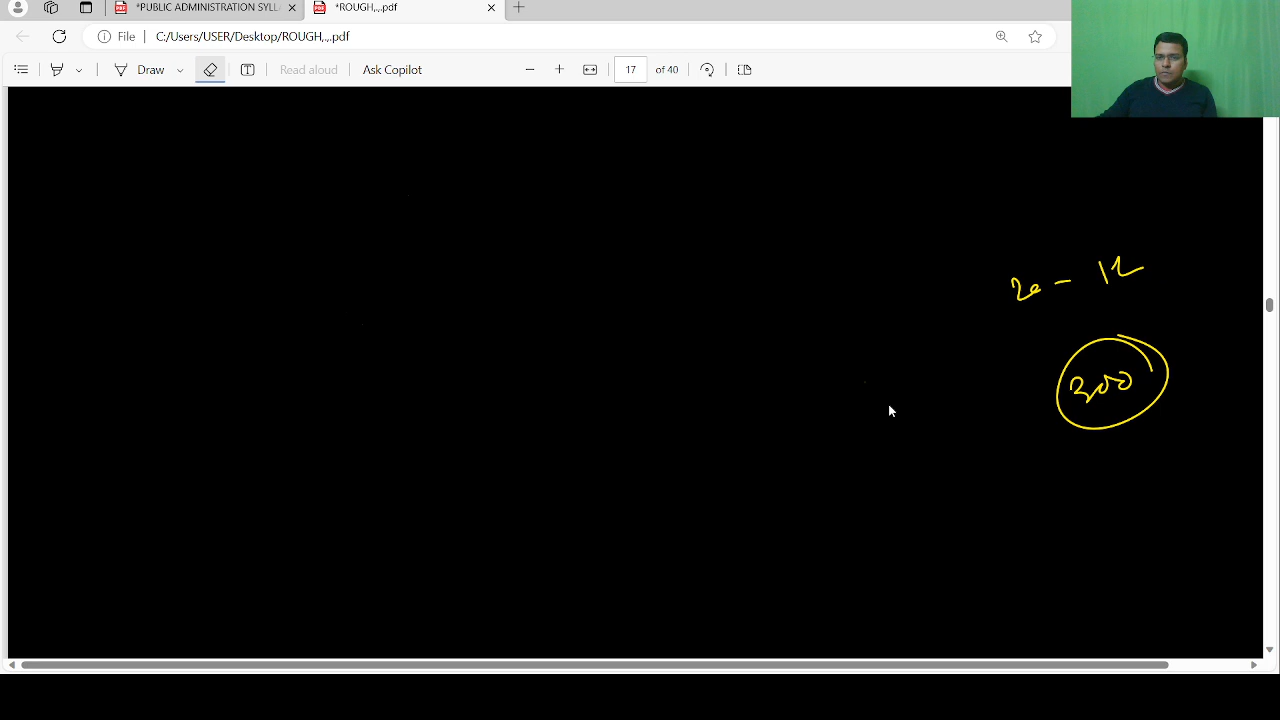 *PUBLIC ADMINISTRATION SYLL
*ROUGH,,,.pdf
File
C:/Users/USER/Desktop/ROUGH,,,.pdf
Draw
Read aloud
Ask Copilot
17 of 40
20 - 12
300